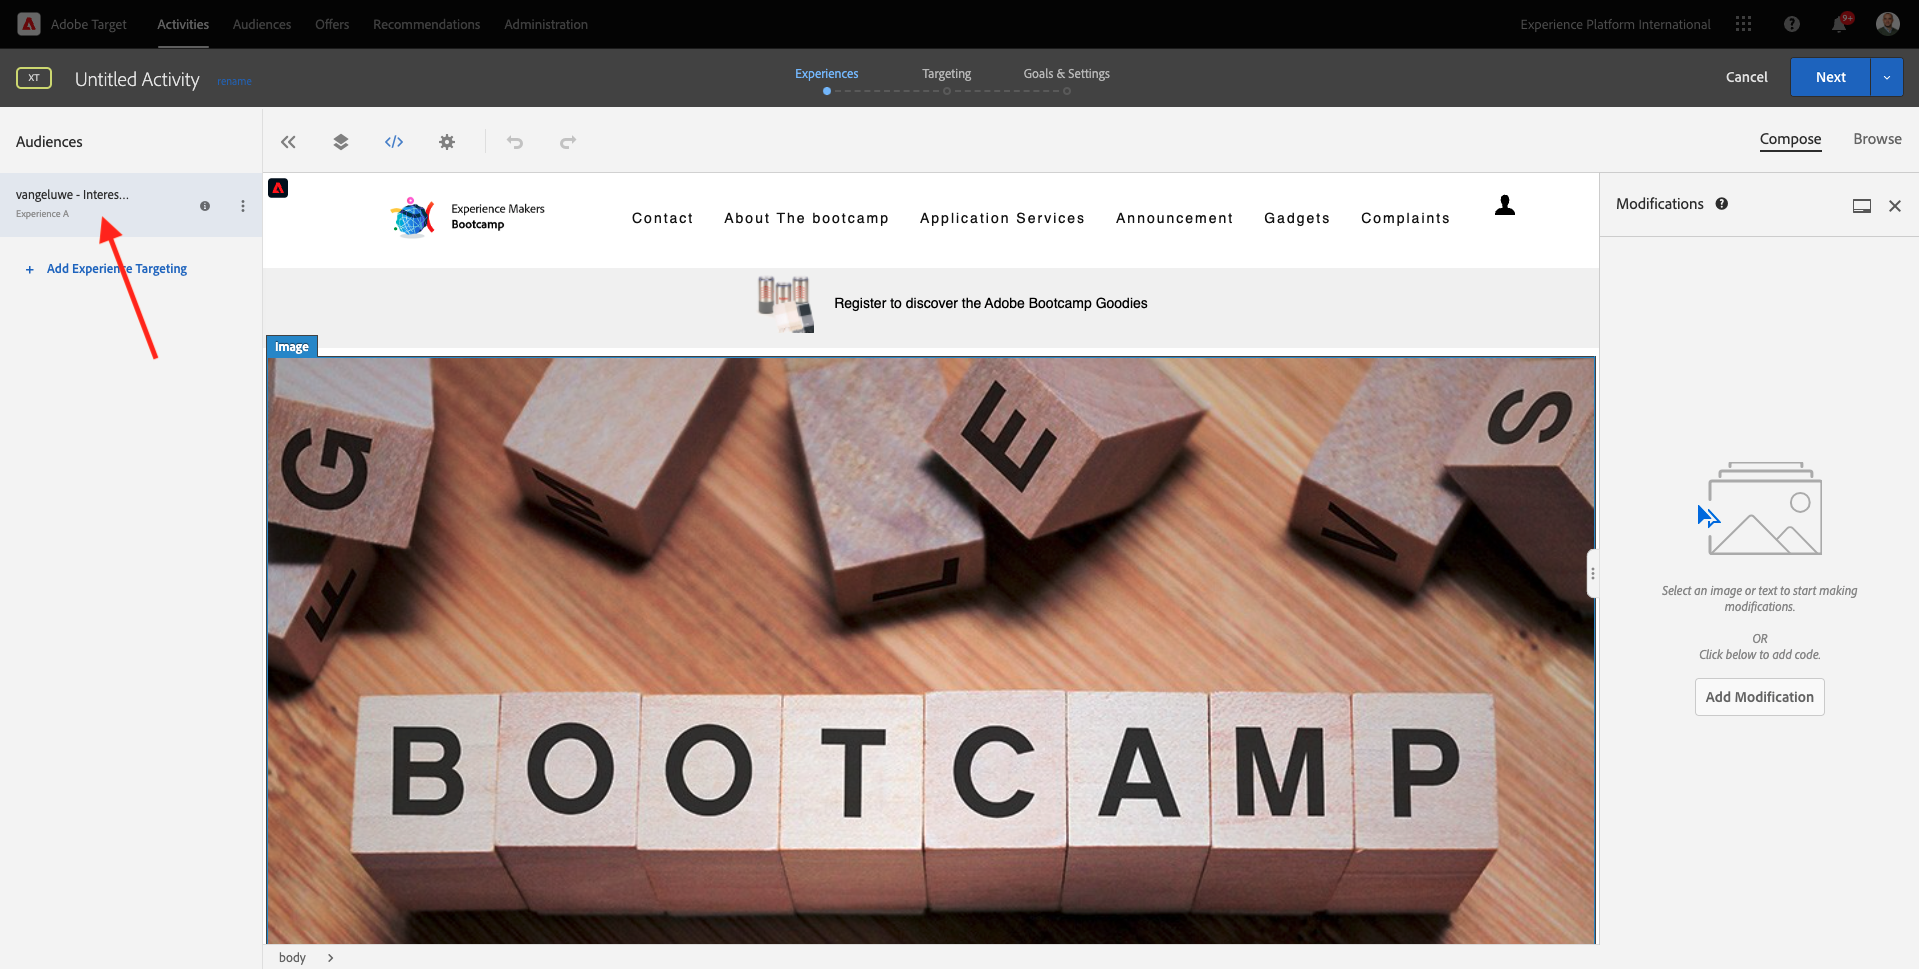 Adobe Target
Activities
Audiences
Offers
Recommendations
Administration
Experience Platform International
9+
XT
Untitled Activity
rename
Experiences
Targeting
Goals & Settings
Cancel
Next
Audiences
Compose
Browse
vangeluwe - Interes...
Experience A
+ Add Experience Targeting
Experience Makers
Bootcamp
Contact
About The bootcamp
Application Services
Announcement
Gadgets
Complaints
Modifications
Register to discover the Adobe Bootcamp Goodies
Image
G
M
E
S
F
L
V
BOOTCAMP
Select an image or text to start making
modifications.
OR
Click below to add code.
Add Modification
body >